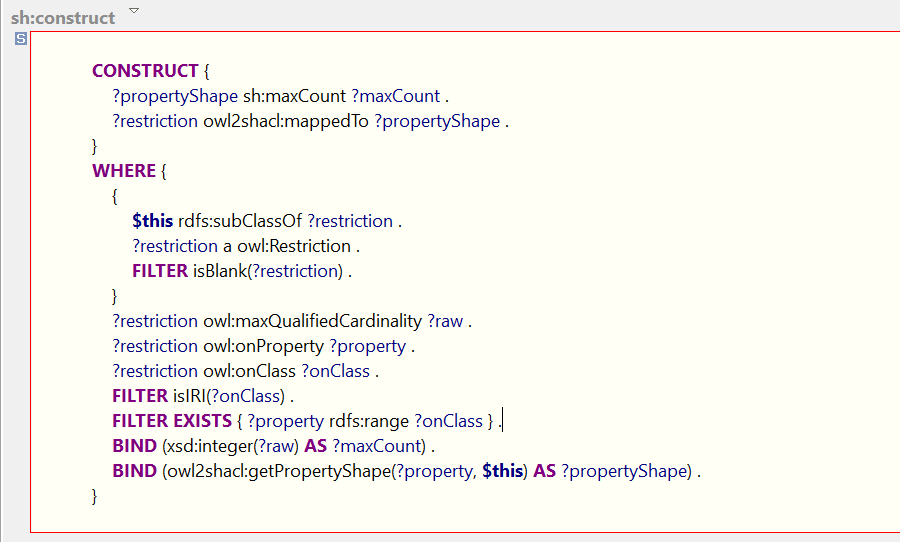 sh:construct
S
CONSTRUCT {
?propertyShape sh:maxCount ?maxCount .
?restriction owl2shacl:mappedTo ?propertyShape .
}
WHERE {
{
$this rdfs:subClassOf ?restriction .
?restriction a owl:Restriction .
FILTER isBlank(?restriction) .
}
?restriction owl:maxQualifiedCardinality ?raw .
?restriction owl:onProperty ?property .
?restriction owl:onClass ?onClass .
FILTER isIRI(?onClass) .
FILTER EXISTS { ?property rdfs:range ?onClass } .
BIND (xsd:integer(?raw) AS ?maxCount) .
BIND (owl2shacl:getPropertyShape(?property, $this) AS ?propertyShape) .
}